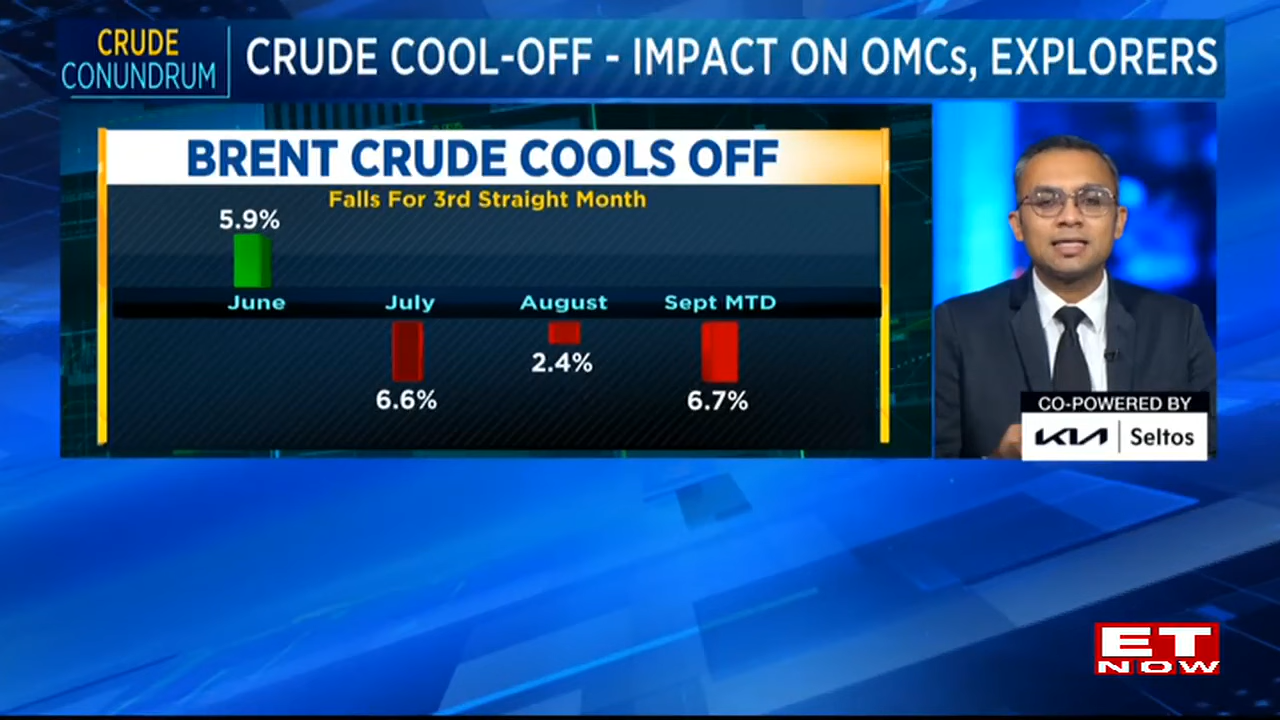 CRUDE
CONUNDRUM
CRUDE COOL-OFF - IMPACT ON OMCs, EXPLORERS
BRENT CRUDE COOLS OFF
Falls For 3rd Straight Month
5.9%
June July August Sept MTD
2.4%
6.6% 6.7%
CO-POWERED BY
KIA Seltos
ET
NOW